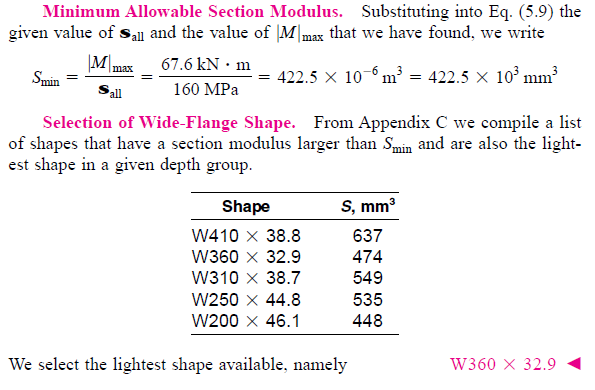 Minimum Allowable Section Modulus. Substituting into Eq. (5.9) the
given value of sall and the value of |M|max that we have found, we write
Smin = |M|max / sall = 67.6 kN · m / 160 MPa = 422.5 × 10⁻⁶ m³ = 422.5 × 10³ mm³
Selection of Wide-Flange Shape. From Appendix C we compile a list
of shapes that have a section modulus larger than Smin and are also the light-
est shape in a given depth group.
Shape S, mm³
W410 × 38.8 637
W360 × 32.9 474
W310 × 38.7 549
W250 × 44.8 535
W200 × 46.1 448
We select the lightest shape available, namely W360 × 32.9 ◀